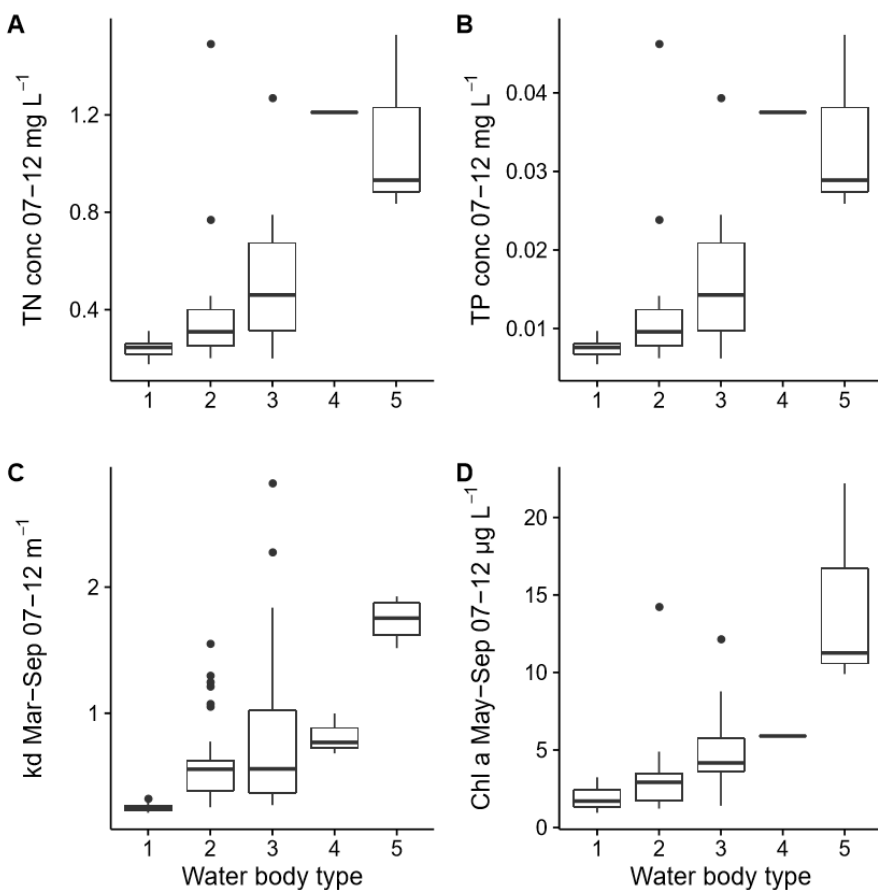 A
TN conc 07−12 mg L⁻¹
1.2
0.8
0.4
1 2 3 4 5
B
TP conc 07−12 mg L⁻¹
0.04
0.03
0.02
0.01
1 2 3 4 5
C
kd Mar−Sep 07−12 m⁻¹
2
1
1 2 3 4 5
Water body type
D
Chl a May−Sep 07−12 µg L⁻¹
20
15
10
5
0
1 2 3 4 5
Water body type